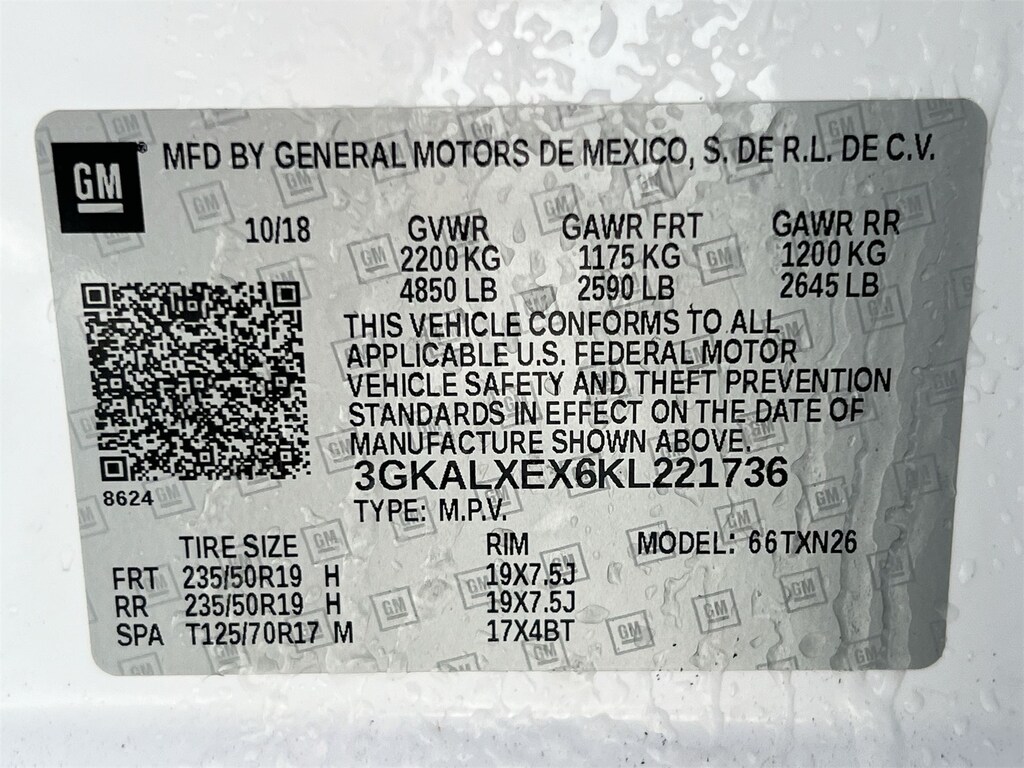 GM
MFD BY GENERAL MOTORS DE MEXICO, S. DE R.L. DE C.V.
10/18 GVWR GAWR FRT GAWR RR
2200 KG 1175 KG 1200 KG
4850 LB 2590 LB 2645 LB
THIS VEHICLE CONFORMS TO ALL
APPLICABLE U.S. FEDERAL MOTOR
VEHICLE SAFETY AND THEFT PREVENTION
STANDARDS IN EFFECT ON THE DATE OF
MANUFACTURE SHOWN ABOVE.
3GKALXEX6KL221736
8624
TYPE: M.P.V.
TIRE SIZE RIM MODEL: 66TXN26
FRT 235/50R19 H 19X7.5J
RR 235/50R19 H 19X7.5J
SPA T125/70R17 M 17X4BT